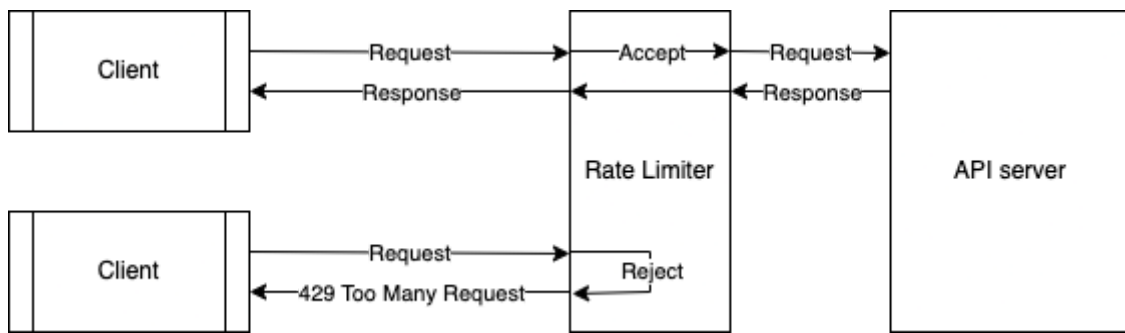 Client
Request
Accept
Request
Response
Response
Rate Limiter
API server
Client
Request
Reject
429 Too Many Request